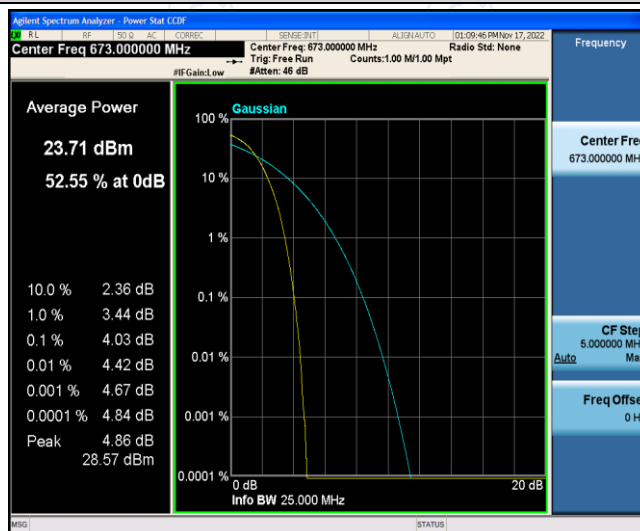 Agilent Spectrum Analyzer - Power Stat CCDF
RL RF 50 Ω AC CORREC SENSE:INT ALIGNAUTO 01:09:46 PM Nov 17, 2022
Center Freq 673.000000 MHz
Center Freq: 673.000000 MHz Radio Std: None
Trig: Free Run Counts:1.00 M/1.00 Mpt
#IFGain:Low #Atten: 46 dB
Frequency
Average Power
23.71 dBm
52.55 % at 0dB
10.0 % 2.36 dB
1.0 % 3.44 dB
0.1 % 4.03 dB
0.01 % 4.42 dB
0.001 % 4.67 dB
0.0001 % 4.84 dB
Peak 4.86 dB
28.57 dBm
Gaussian
100 %
10 %
1 %
0.1 %
0.01 %
0.001 %
0.0001 %
0 dB 20 dB
Info BW 25.000 MHz
Center Fre
673.000000 MH
CF Step
5.000000 MH
Auto Ma
Freq Offse
0 H
MSG STATUS